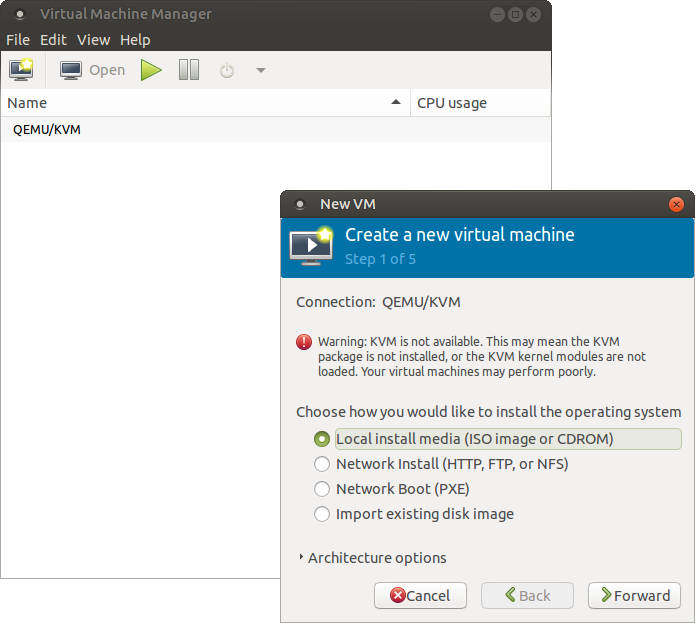 Virtual Machine Manager
File Edit View Help
Open
Name CPU usage
QEMU/KVM
New VM
Create a new virtual machine
Step 1 of 5
Connection: QEMU/KVM
Warning: KVM is not available. This may mean the KVM
package is not installed, or the KVM kernel modules are not
loaded. Your virtual machines may perform poorly.
Choose how you would like to install the operating system
Local install media (ISO image or CDROM)
Network Install (HTTP, FTP, or NFS)
Network Boot (PXE)
Import existing disk image
Architecture options
Cancel Back Forward